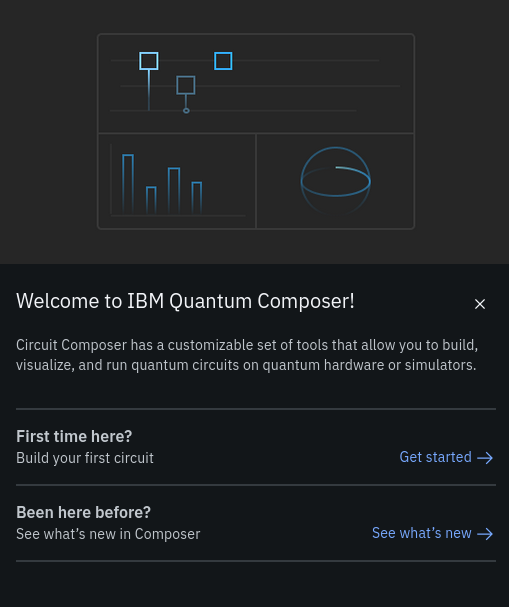 Welcome to IBM Quantum Composer!
Circuit Composer has a customizable set of tools that allow you to build,
visualize, and run quantum circuits on quantum hardware or simulators.
First time here?
Build your first circuit
Get started →
Been here before?
See what’s new in Composer
See what’s new →